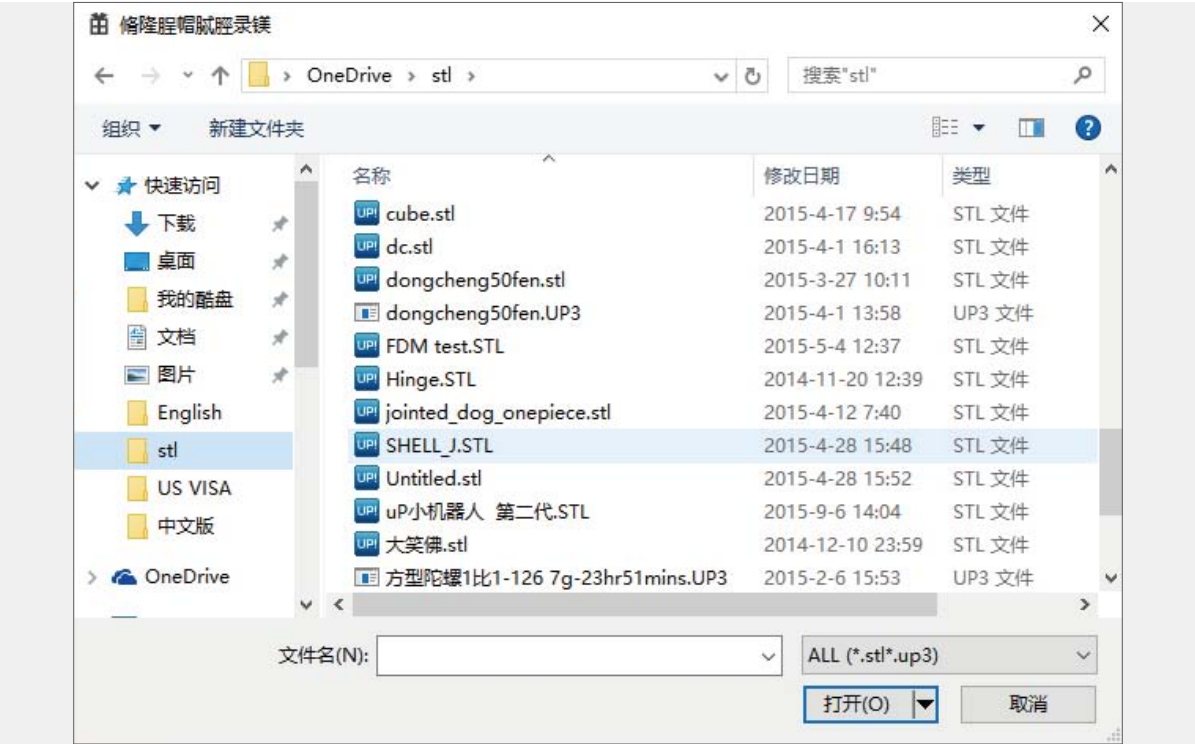 脩隆脭帽脦脛录镁
OneDrive › stl ›
搜索"stl"
组织 新建文件夹
名称 修改日期 类型
快速访问
下载
桌面
我的酷盘
文档
图片
English
stl
US VISA
中文版
OneDrive
cube.stl 2015-4-17 9:54 STL 文件
dc.stl 2015-4-1 16:13 STL 文件
dongcheng50fen.stl 2015-3-27 10:11 STL 文件
dongcheng50fen.UP3 2015-4-1 13:58 UP3 文件
FDM test.STL 2015-5-4 12:37 STL 文件
Hinge.STL 2014-11-20 12:39 STL 文件
jointed_dog_onepiece.stl 2015-4-12 7:40 STL 文件
SHELL_J.STL 2015-4-28 15:48 STL 文件
Untitled.stl 2015-4-28 15:52 STL 文件
uP小机器人 第二代.STL 2015-9-6 14:04 STL 文件
大笑佛.stl 2014-12-10 23:59 STL 文件
方型陀螺1比1-126 7g-23hr51mins.UP3 2015-2-6 15:53 UP3 文件
文件名(N): ALL (*.stl*.up3)
打开(O) 取消